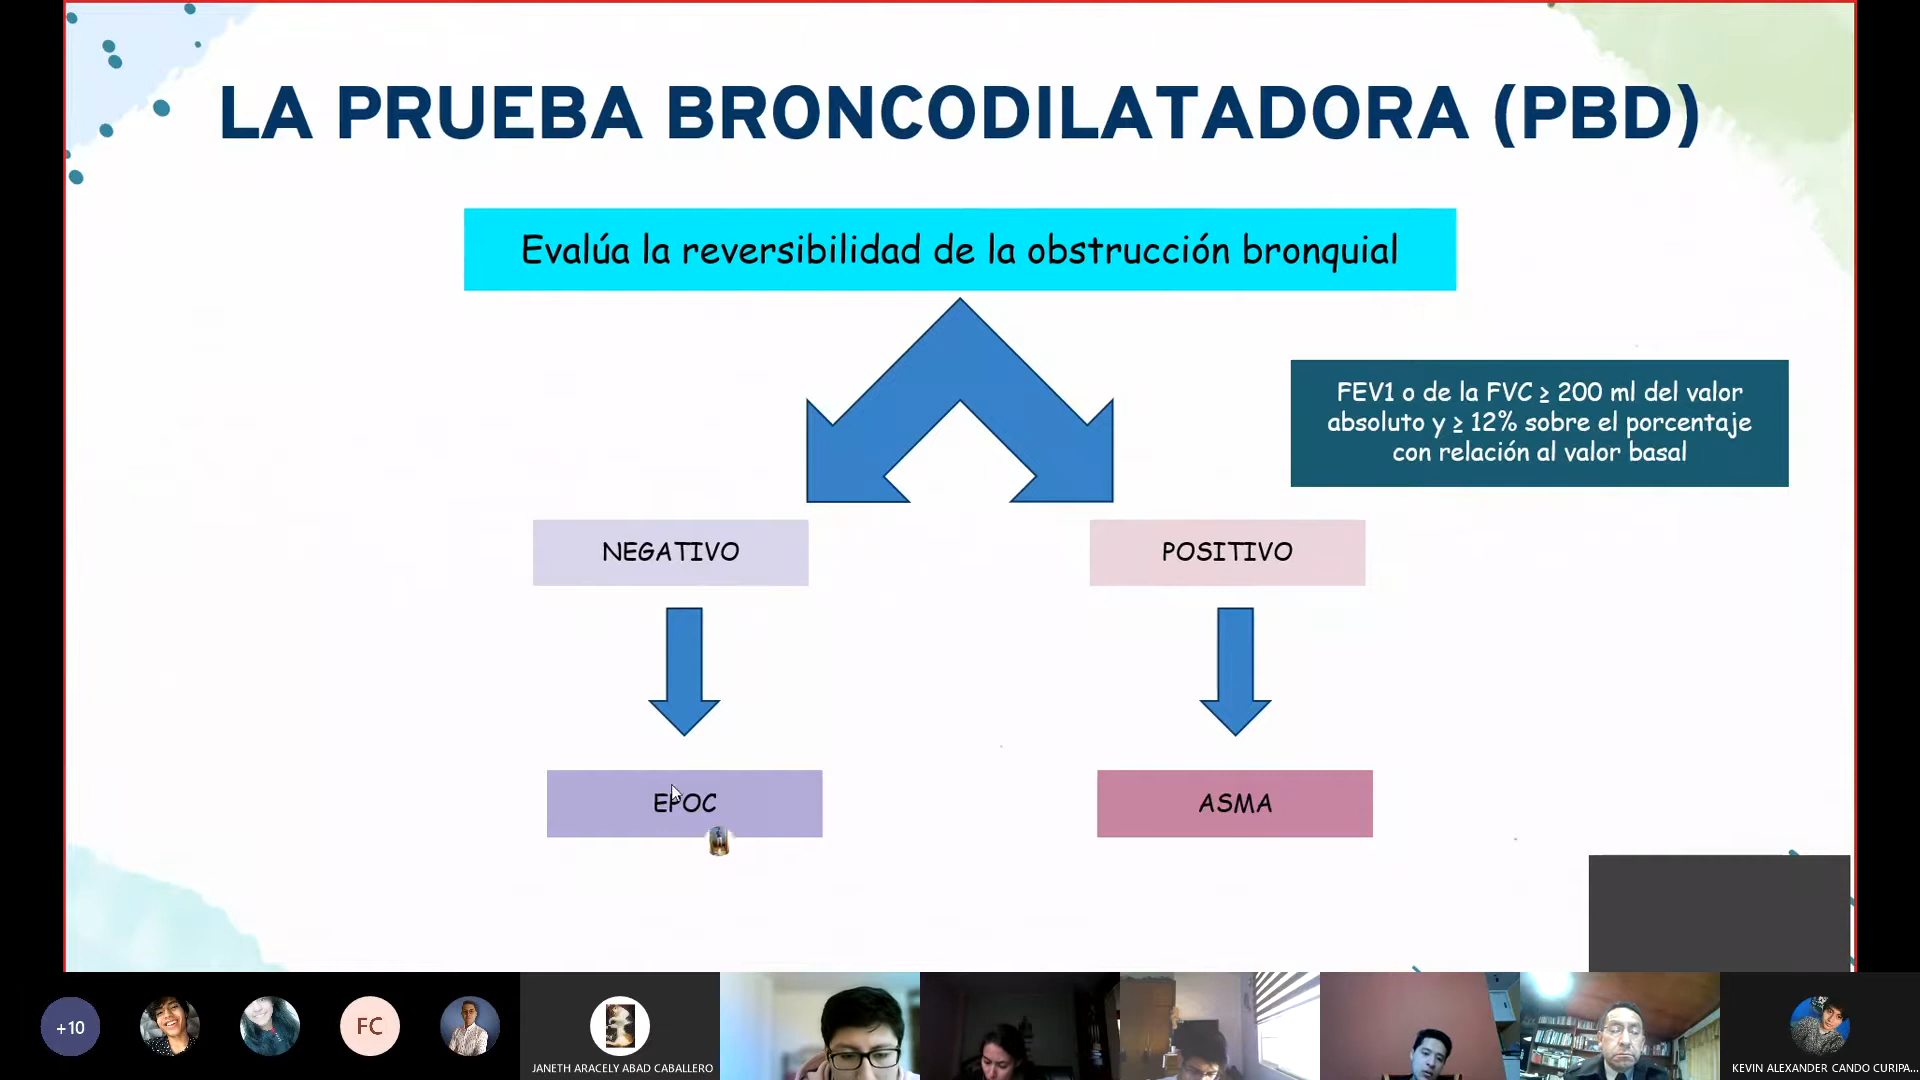 LA PRUEBA BRONCODILATADORA (PBD)
Evalúa la reversibilidad de la obstrucción bronquial
FEV1 o de la FVC ≥ 200 ml del valor
absoluto y ≥ 12% sobre el porcentaje
con relación al valor basal
NEGATIVO
POSITIVO
EPOC
ASMA
+10
FC
JANETH ARACELY ABAD CABALLERO
KEVIN ALEXANDER CANDO CURIPA...